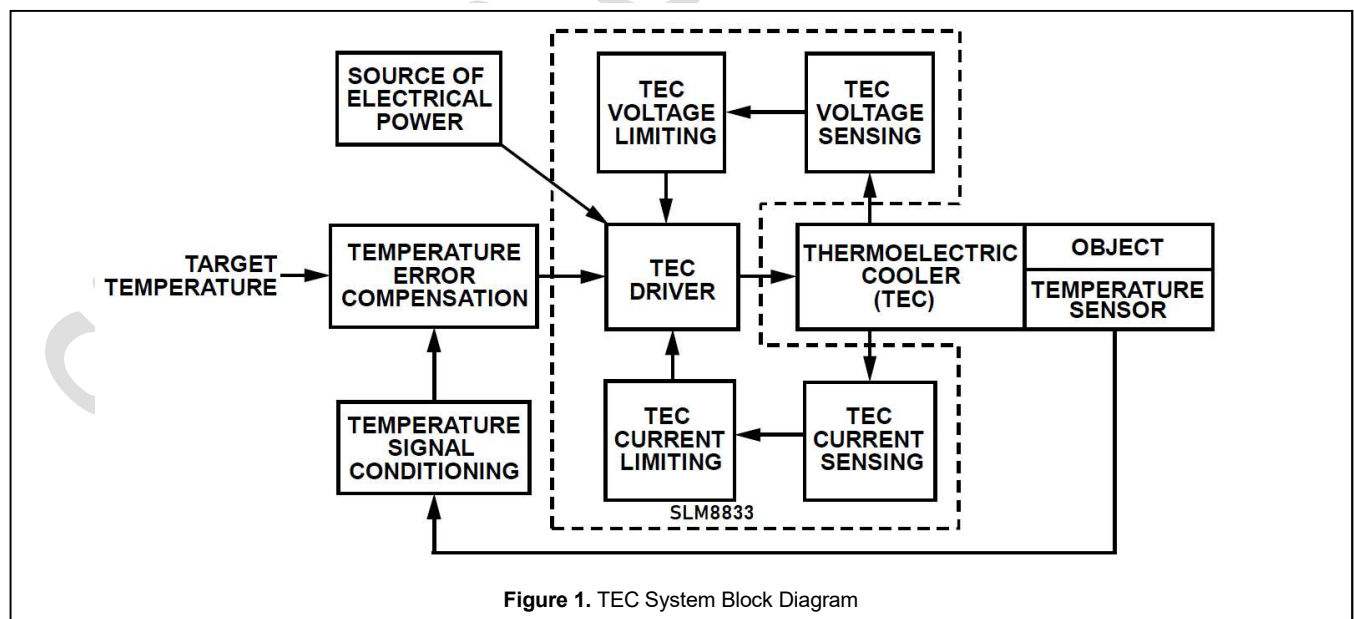 SOURCE OF
ELECTRICAL
POWER
TEC
VOLTAGE
LIMITING
TEC
VOLTAGE
SENSING
TARGET
TEMPERATURE
TEMPERATURE
ERROR
COMPENSATION
TEC
DRIVER
THERMOELECTRIC
COOLER
(TEC)
OBJECT
TEMPERATURE
SENSOR
TEMPERATURE
SIGNAL
CONDITIONING
TEC
CURRENT
LIMITING
TEC
CURRENT
SENSING
SLM8833
Figure 1. TEC System Block Diagram